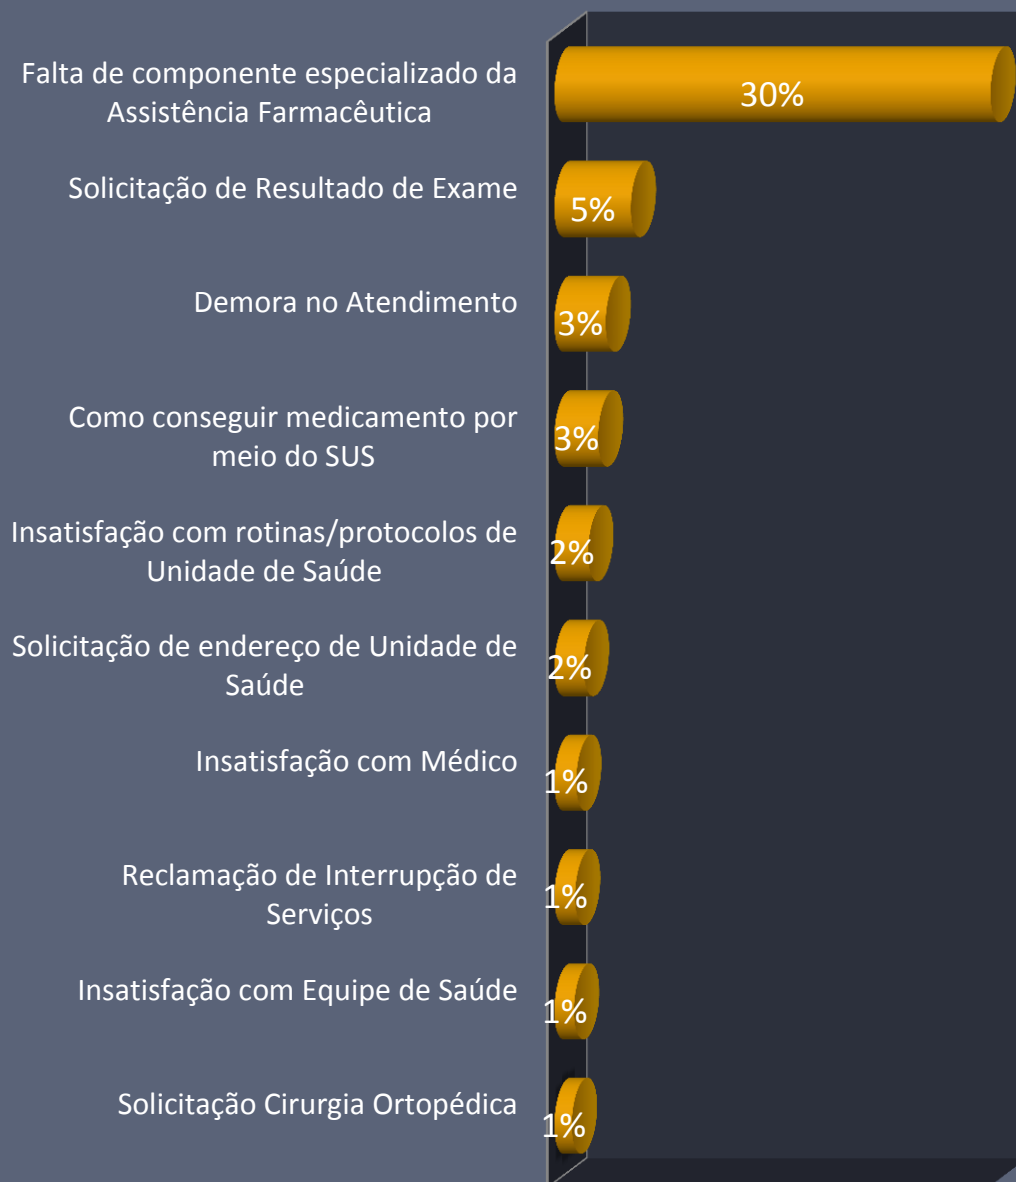 Falta de componente especializado da
Assistência Farmacêutica
30%
Solicitação de Resultado de Exame
5%
Demora no Atendimento
3%
Como conseguir medicamento por
meio do SUS
3%
Insatisfação com rotinas/protocolos de
Unidade de Saúde
2%
Solicitação de endereço de Unidade de
Saúde
2%
Insatisfação com Médico
1%
Reclamação de Interrupção de
Serviços
1%
Insatisfação com Equipe de Saúde
1%
Solicitação Cirurgia Ortopédica
1%